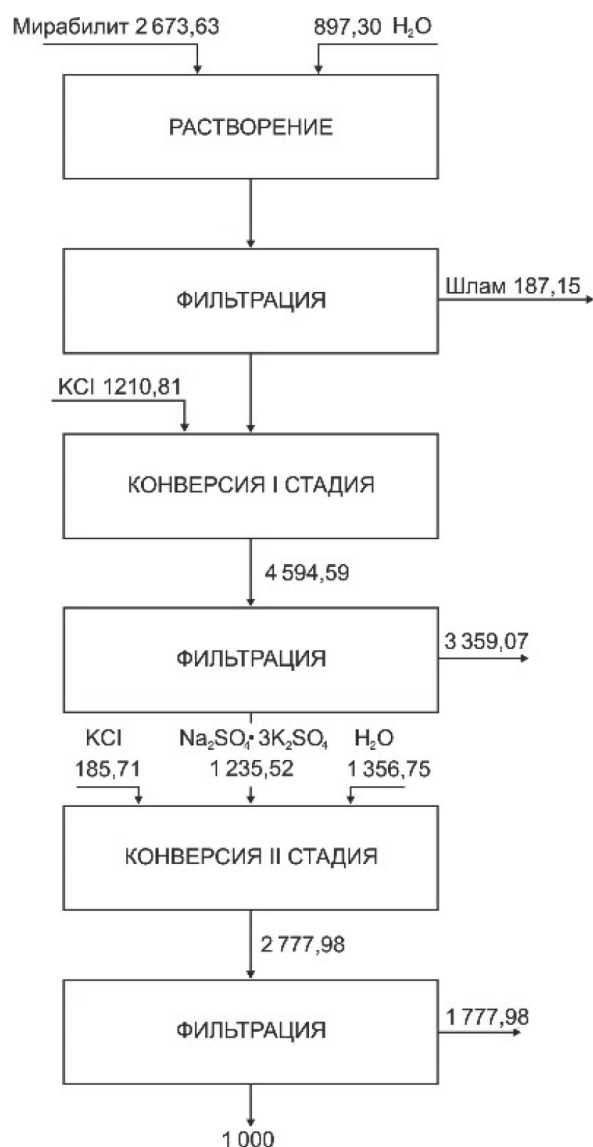 Мирабилит 2 673,63 897,30 H₂O
РАСТВОРЕНИЕ
ФИЛЬТРАЦИЯ
Шлам 187,15
KCl 1210,81
КОНВЕРСИЯ I СТАДИЯ
4 594,59
ФИЛЬТРАЦИЯ
3 359,07
KCl Na₂SO₄·3K₂SO₄ H₂O
185,71 1 235,52 1 356,75
КОНВЕРСИЯ II СТАДИЯ
2 777,98
ФИЛЬТРАЦИЯ
1 777,98
1 000